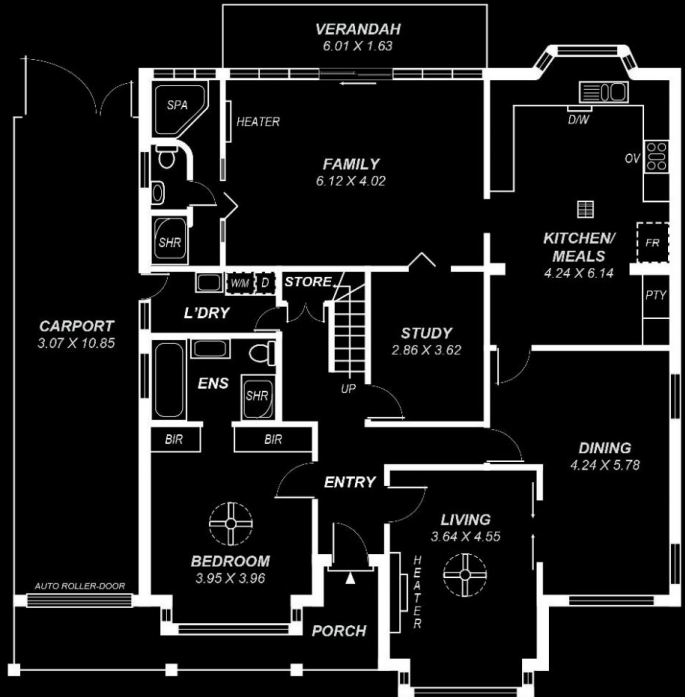 VERANDAH
6.01 X 1.63
SPA
HEATER
D/W
FAMILY
6.12 X 4.02
OV
SHR
KITCHEN/
MEALS
4.24 X 6.14
FR
W/M
D
STORE
PTY
L'DRY
CARPORT
3.07 X 10.85
STUDY
2.86 X 3.62
ENS
SHR
UP
BIR
BIR
DINING
4.24 X 5.78
ENTRY
LIVING
3.64 X 4.55
BEDROOM
3.95 X 3.96
HEATER
AUTO ROLLER-DOOR
PORCH